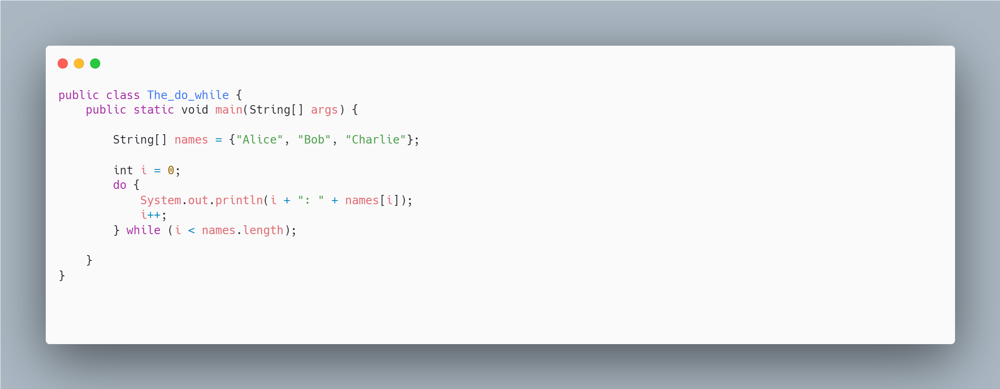 public class The_do_while {
    public static void main(String[] args) {
        String[] names = {"Alice", "Bob", "Charlie"};
        int i = 0;
        do {
            System.out.println(i + ": " + names[i]);
            i++;
        } while (i < names.length);
    }
}